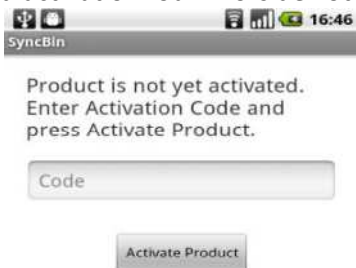 16:46
SyncBin
Product is not yet activated.
Enter Activation Code and
press Activate Product.
Code
Activate Product